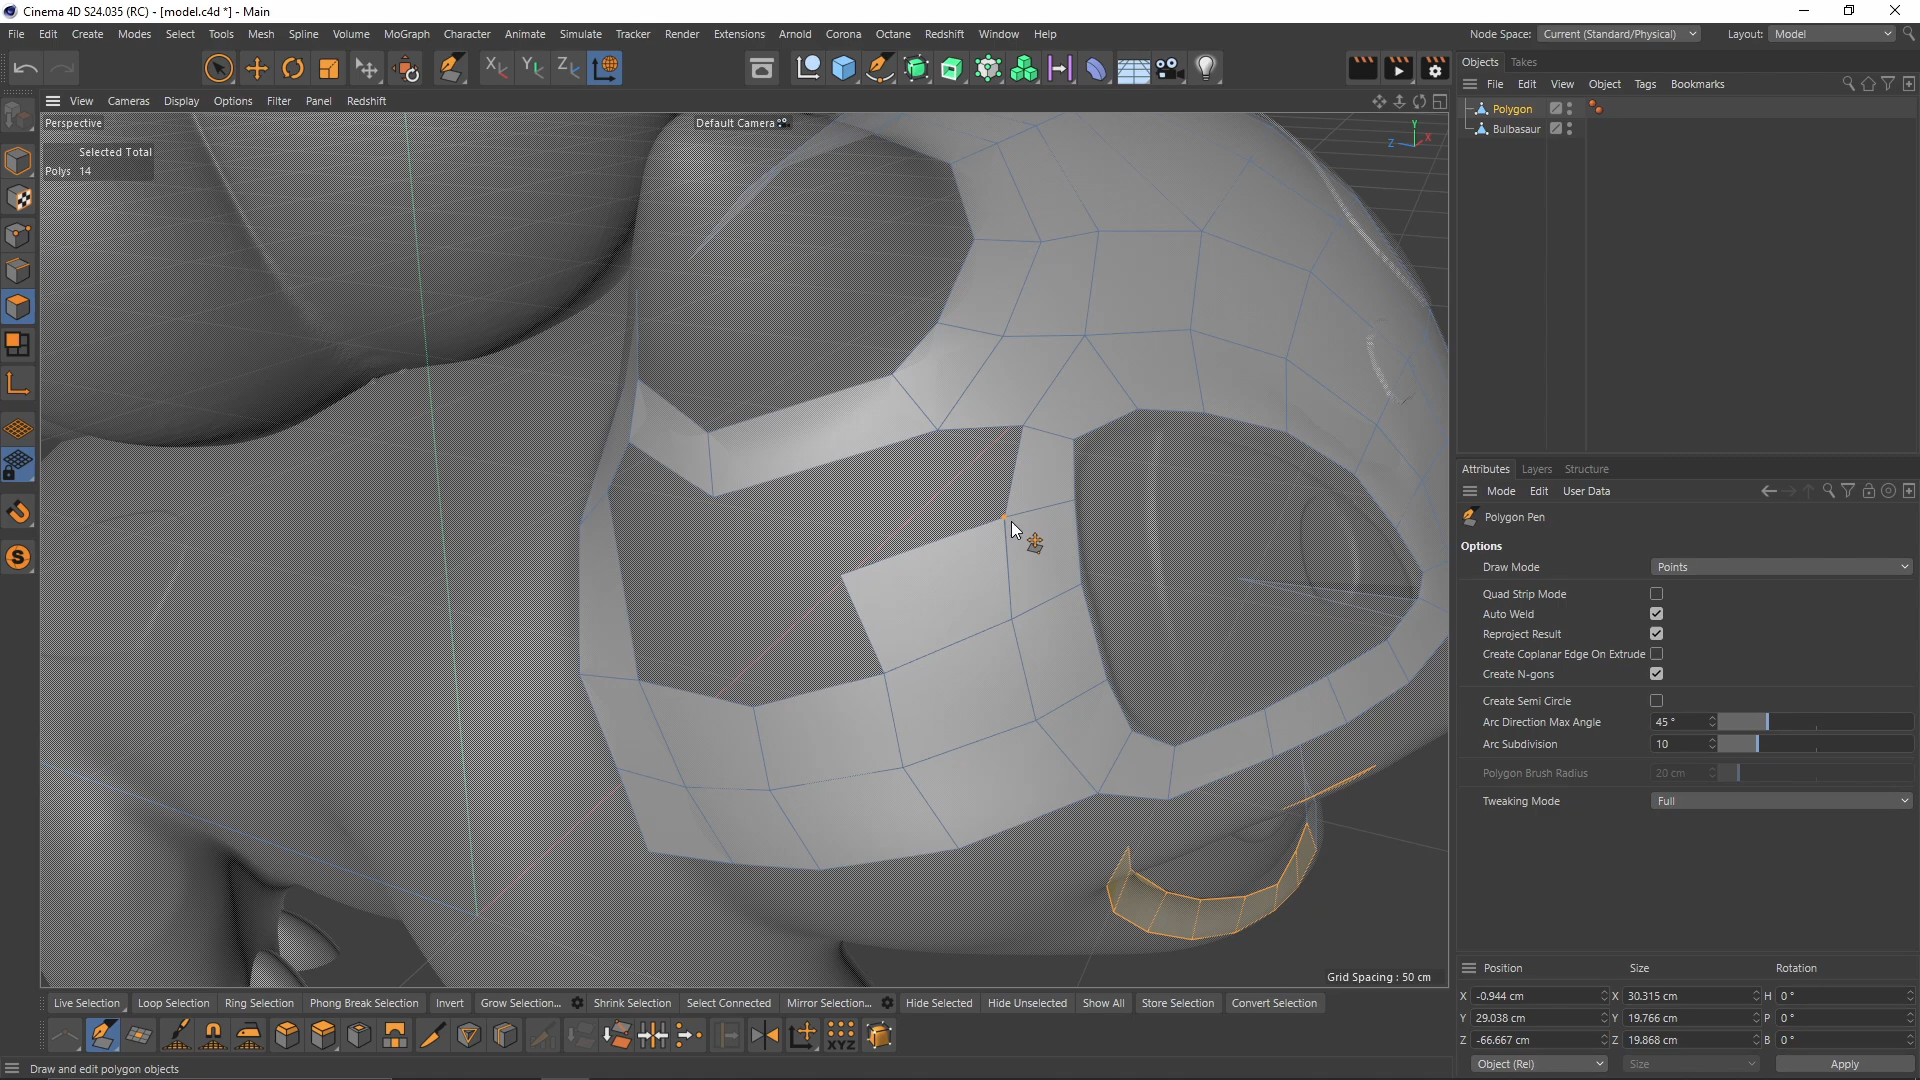 Cinema 4D S24.035 (RC) - [model.c4d *] - Main
File Edit Create Modes Select Tools Mesh Spline Volume MoGraph Character Animate Simulate Tracker Render Extensions Arnold Corona Octane Redshift Window Help
Node Space: Current (Standard/Physical) Layout: Model
Objects Takes
File Edit View Object Tags Bookmarks
View Cameras Display Options Filter Panel Redshift
Perspective
Default Camera
Y
X
Z
Selected Total
Polys 14
Polygon
Bulbasaur
Attributes Layers Structure
Mode Edit User Data
Polygon Pen
Options
Draw Mode Points
Quad Strip Mode
Auto Weld
Reproject Result
Create Coplanar Edge On Extrude
Create N-gons
Create Semi Circle
Arc Direction Max Angle 45 °
Arc Subdivision 10
Polygon Brush Radius 20 cm
Tweaking Mode Full
Grid Spacing : 50 cm
Position Size Rotation
X -0.944 cm X 30.315 cm H 0 °
Y 29.038 cm Y 19.766 cm P 0 °
Z -66.667 cm Z 19.868 cm B 0 °
Object (Rel) Size Apply
Live Selection Loop Selection Ring Selection Phong Break Selection Invert Grow Selection... Shrink Selection Select Connected Mirror Selection... Hide Selected Hide Unselected Show All Store Selection Convert Selection
XYZ
Draw and edit polygon objects